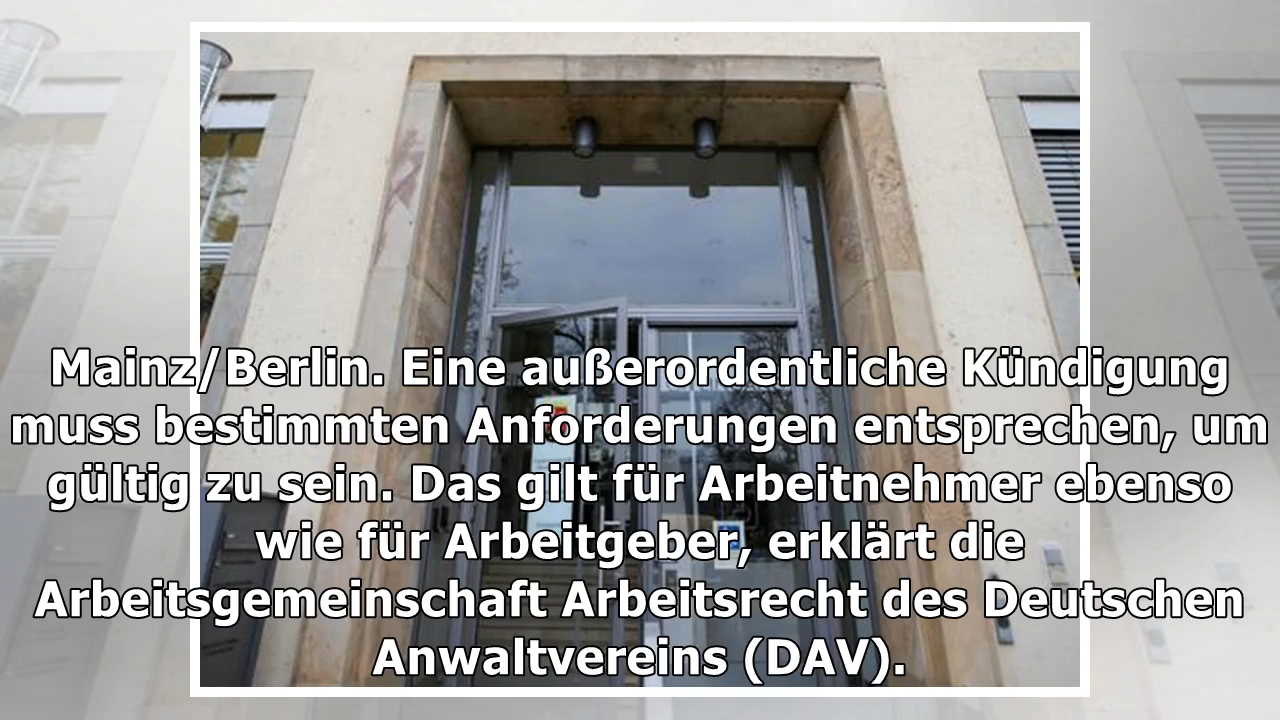 Mainz/Berlin. Eine außerordentliche Kündigung
muss bestimmten Anforderungen entsprechen, um
gültig zu sein. Das gilt für Arbeitnehmer ebenso
wie für Arbeitgeber, erklärt die
Arbeitsgemeinschaft Arbeitsrecht des Deutschen
Anwaltvereins (DAV).